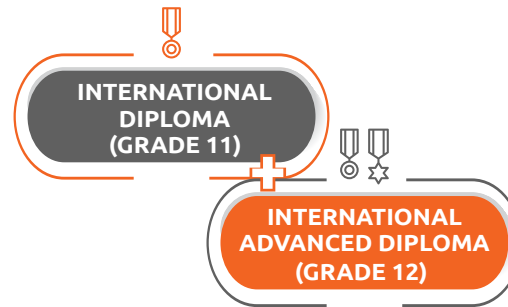 INTERNATIONAL
DIPLOMA
(GRADE 11)
INTERNATIONAL
ADVANCED DIPLOMA
(GRADE 12)